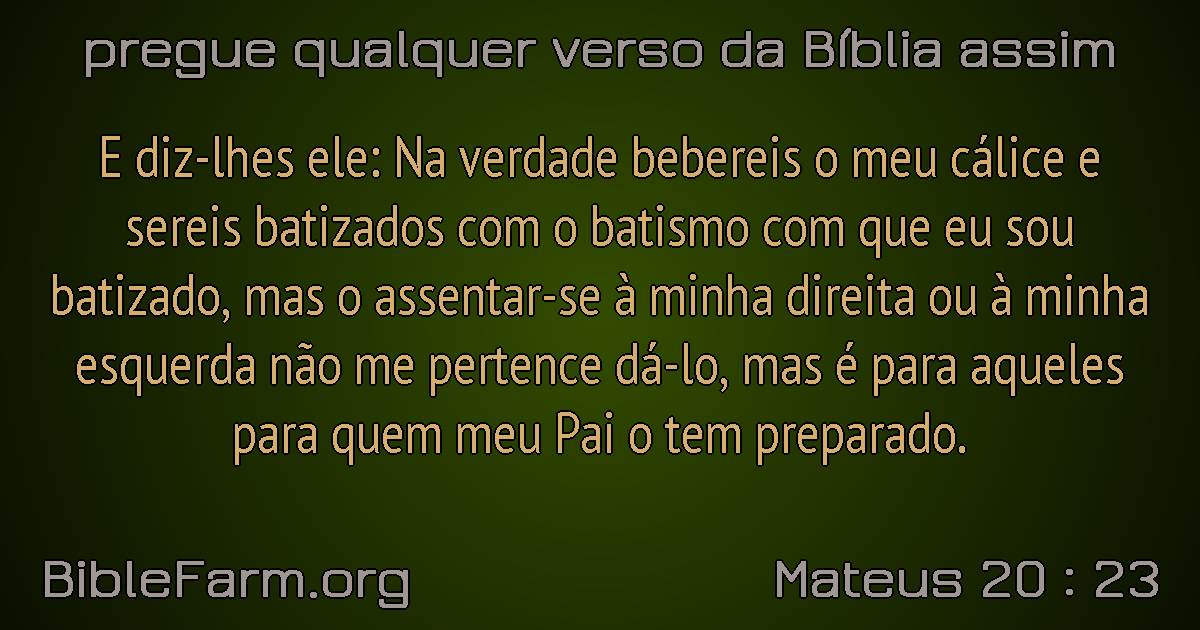 pregue qualquer verso da Bíblia assim
E diz-lhes ele: Na verdade bebereis o meu cálice e
sereis batizados com o batismo com que eu sou
batizado, mas o assentar-se à minha direita ou à minha
esquerda não me pertence dá-lo, mas é para aqueles
para quem meu Pai o tem preparado.
BibleFarm.org
Mateus 20 : 23